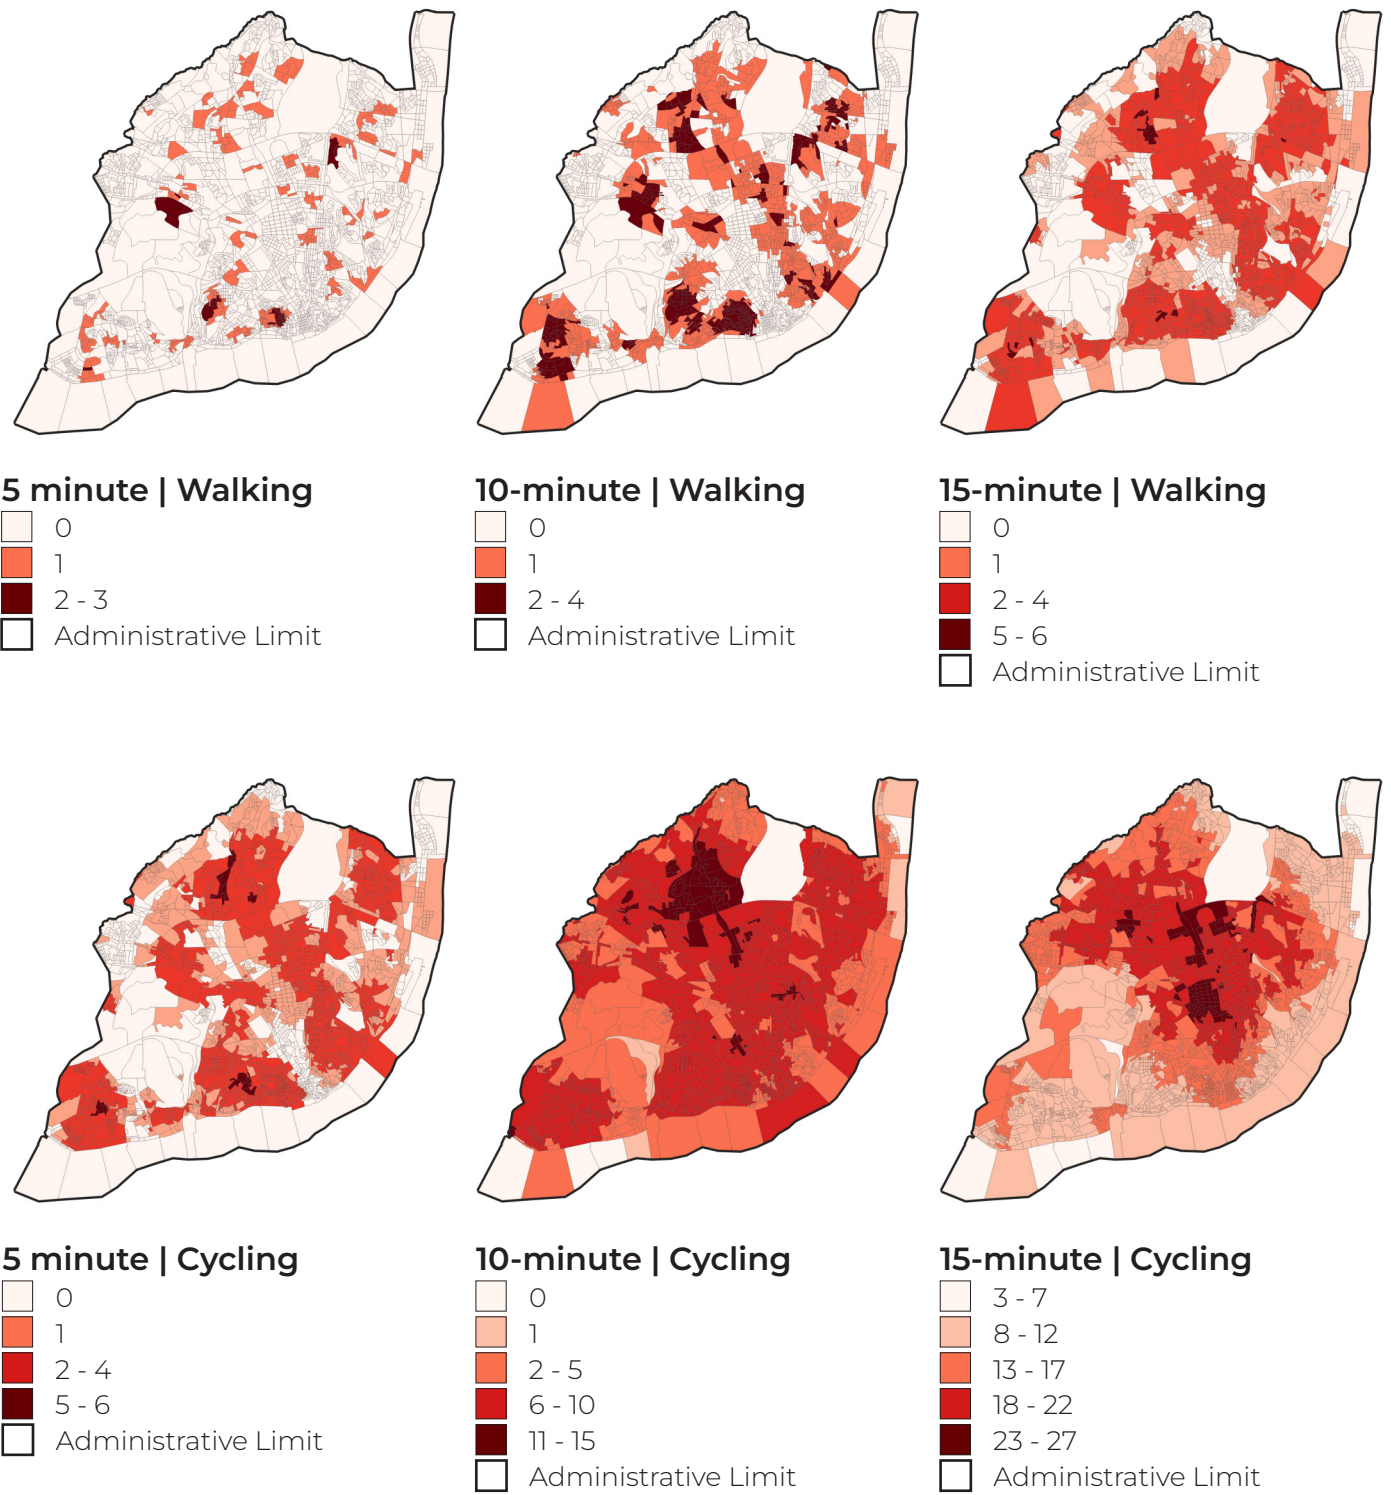 5 minute | Walking
0
1
2 - 3
Administrative Limit
10-minute | Walking
0
1
2 - 4
Administrative Limit
15-minute | Walking
0
1
2 - 4
5 - 6
Administrative Limit
5 minute | Cycling
0
1
2 - 4
5 - 6
Administrative Limit
10-minute | Cycling
0
1
2 - 5
6 - 10
11 - 15
Administrative Limit
15-minute | Cycling
3 - 7
8 - 12
13 - 17
18 - 22
23 - 27
Administrative Limit